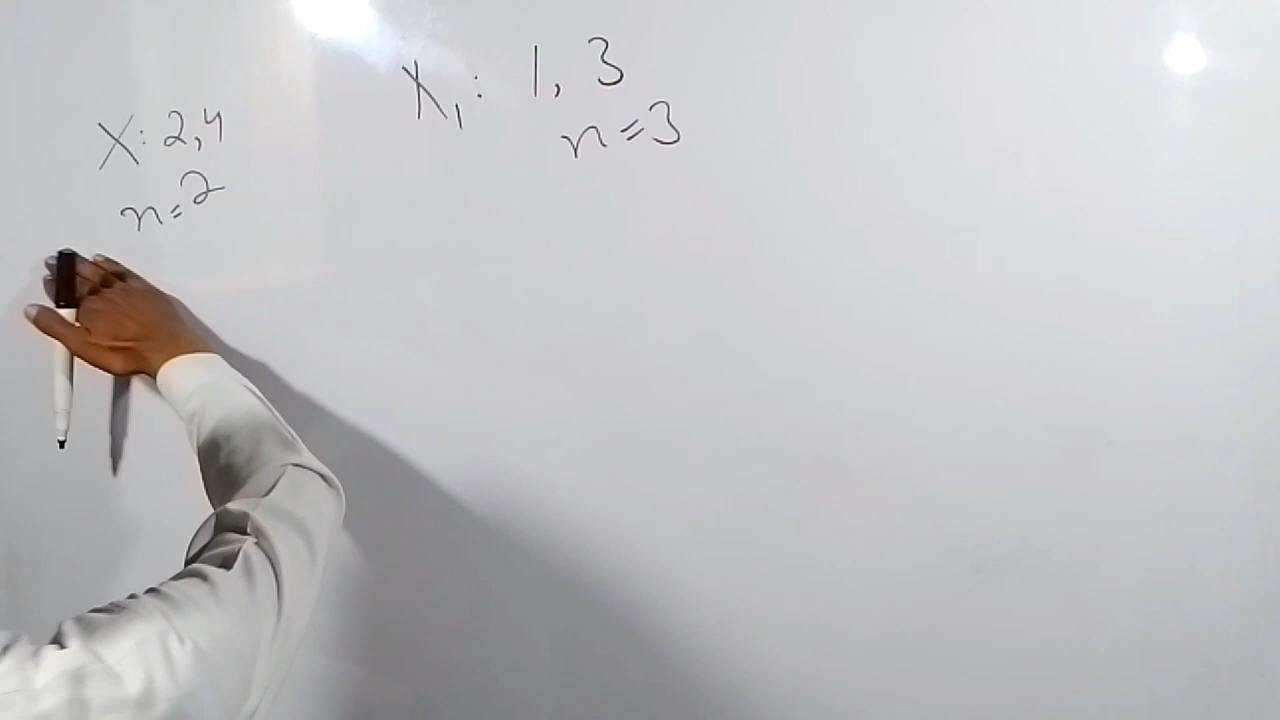 X: 2,4
n=2
X₁: 1, 3
n=3